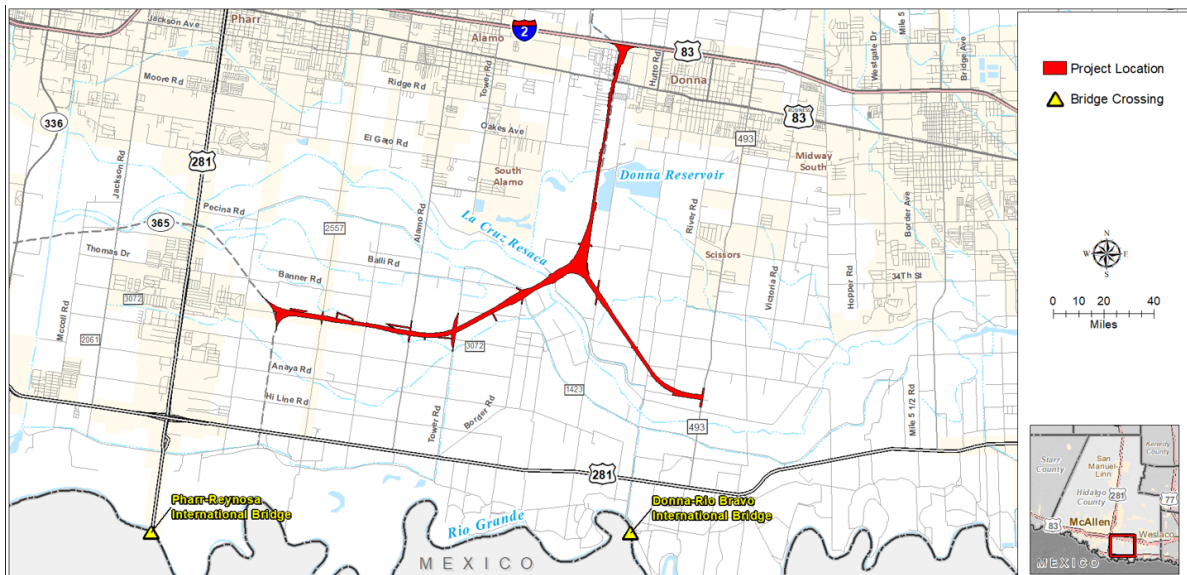 Jackson Ave
Pharr
Alamo
2
83
Mile 5
Westgate Dr
Bridge Ave
Moore Rd
Ridge Rd
Tower Rd
Hutto Rd
Donna
BUSINESS
83
336
281
Oakes Ave
El Gato Rd
493
Midway
South
Jackson Rd
South
Alamo
Donna Reservoir
Border Ave
Pecina Rd
365
2557
Alamo Rd
La Cruz Resaca
River Rd
Scissors
Thomas Dr
Balli Rd
Banner Rd
34Th St
Victoria Rd
Hopper Rd
3072
Mccoll Rd
2061
3072
Anaya Rd
1423
Hi Line Rd
Tower Rd
Border Rd
493
Mile 5 1/2 Rd
281
Pharr-Reynosa
International Bridge
Rio Grande
Donna-Rio Bravo
International Bridge
MEXICO
Project Location
Bridge Crossing
N
W
E
S
0 10 20 40
Miles
Starr
County
Kenedy
County
San
Manuel-
Linn
Hidalgo
County
281
77
83
McAllen
Weslaco
MEXICO